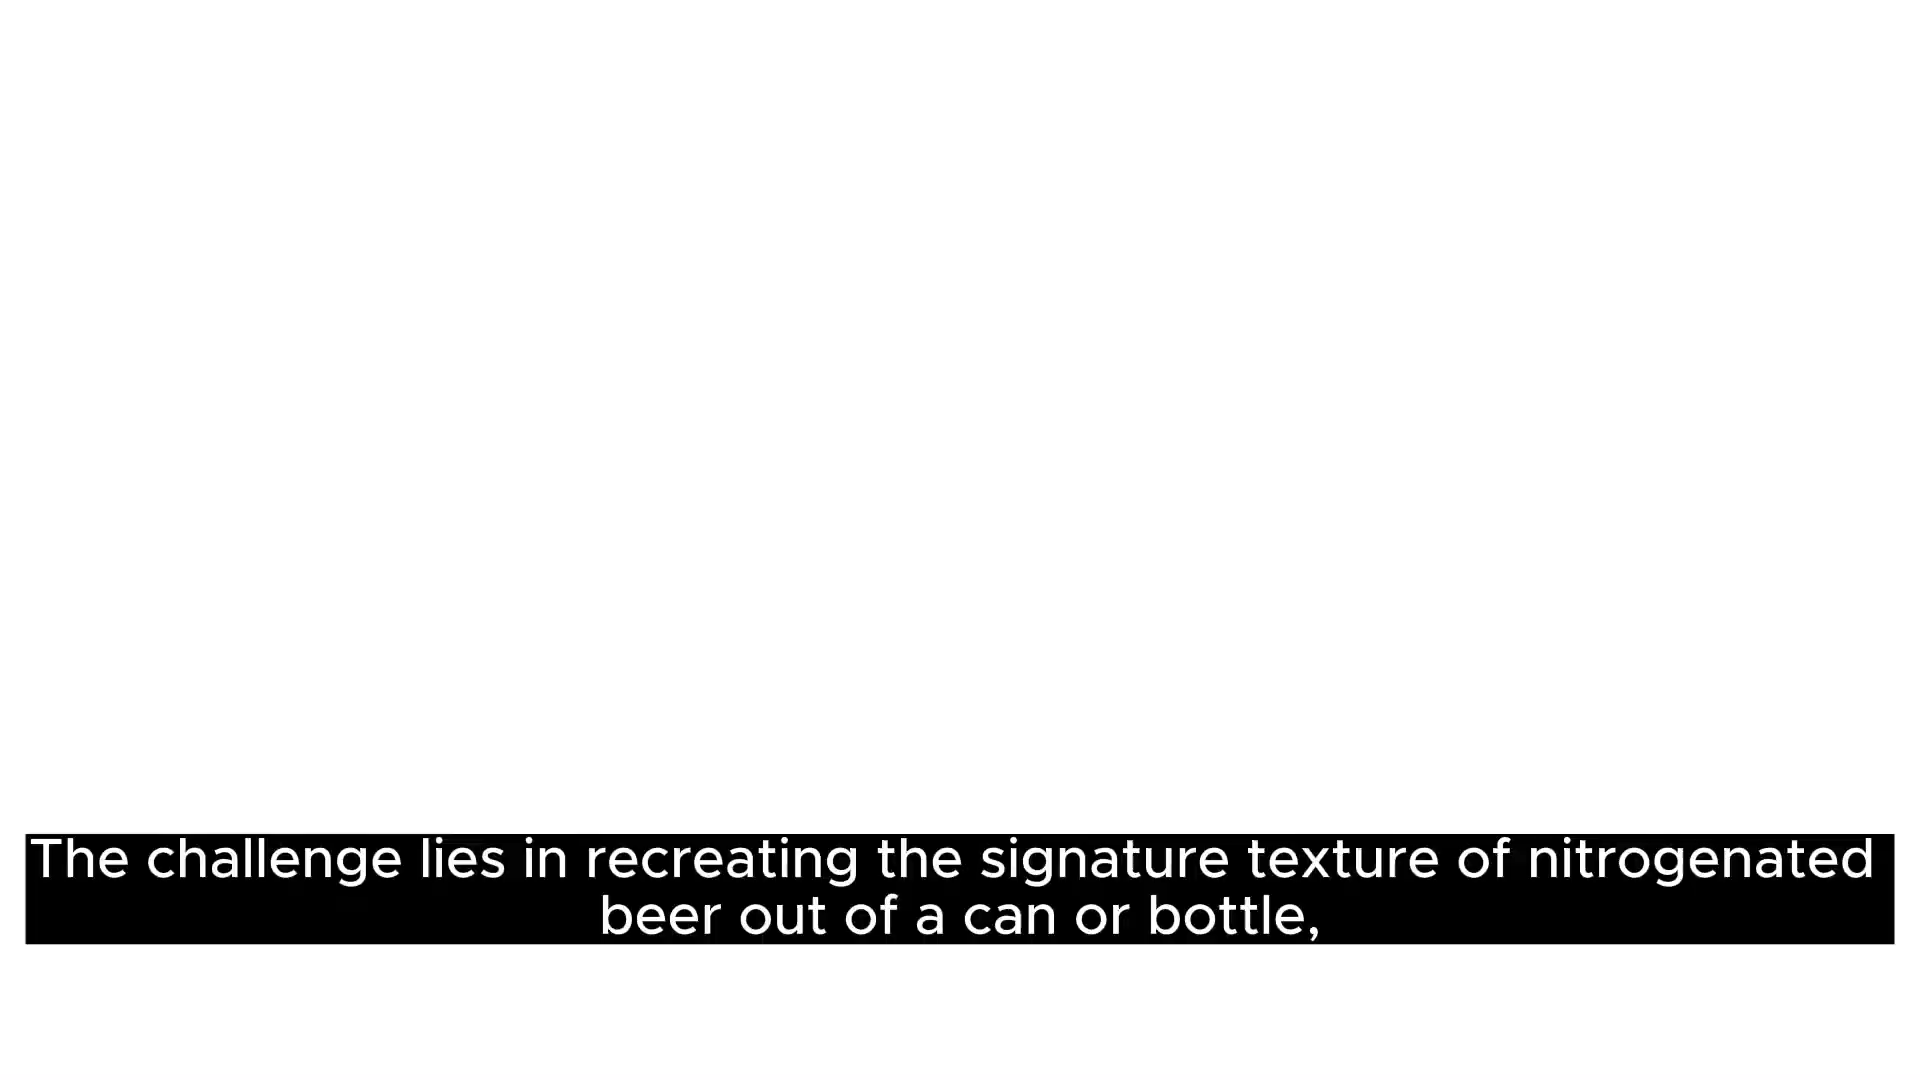 The challenge lies in recreating the signature texture of nitrogenated
beer out of a can or bottle,